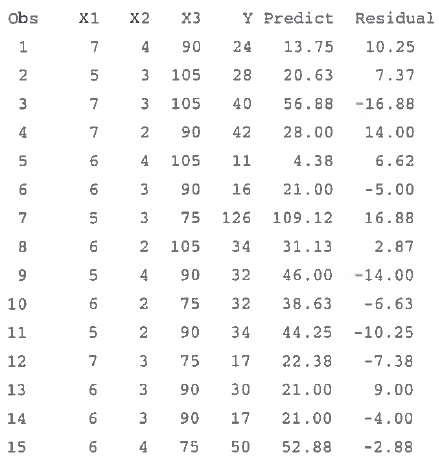 Obs X1 X2 X3 Y Predict Residual
1 7 4 90 24 13.75 10.25
2 5 3 105 28 20.63 7.37
3 7 3 105 40 56.88 -16.88
4 7 2 90 42 28.00 14.00
5 6 4 105 11 4.38 6.62
6 6 3 90 16 21.00 -5.00
7 5 3 75 126 109.12 16.88
8 6 2 105 34 31.13 2.87
9 5 4 90 32 46.00 -14.00
10 6 2 75 32 38.63 -6.63
11 5 2 90 34 44.25 -10.25
12 7 3 75 17 22.38 -7.38
13 6 3 90 30 21.00 9.00
14 6 3 90 17 21.00 -4.00
15 6 4 75 50 52.88 -2.88